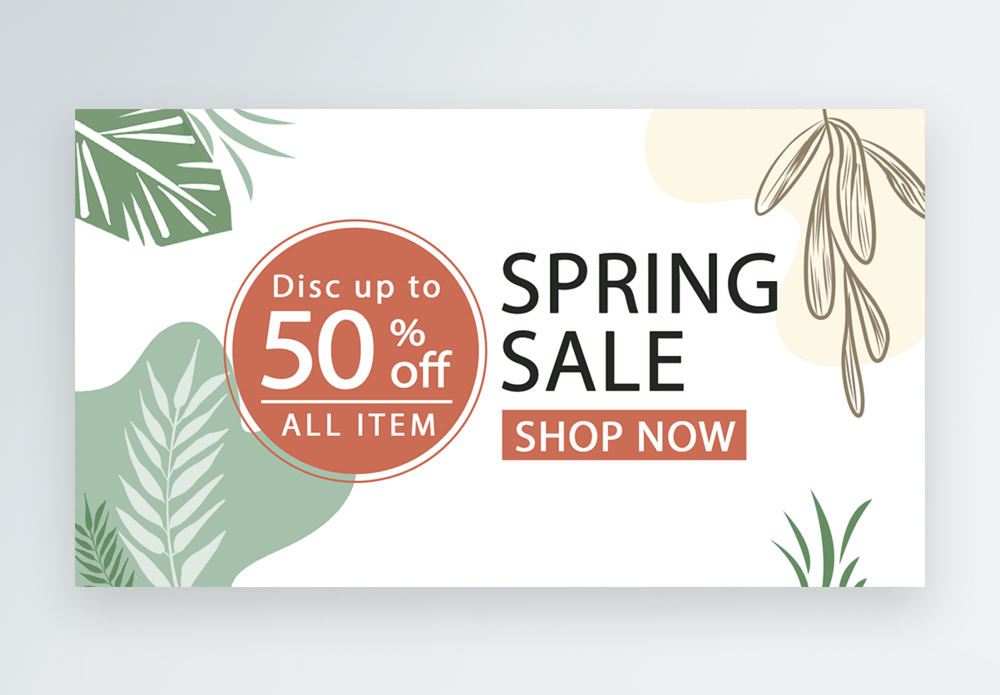 Disc up to
50 % off
ALL ITEM
SPRING
SALE
SHOP NOW